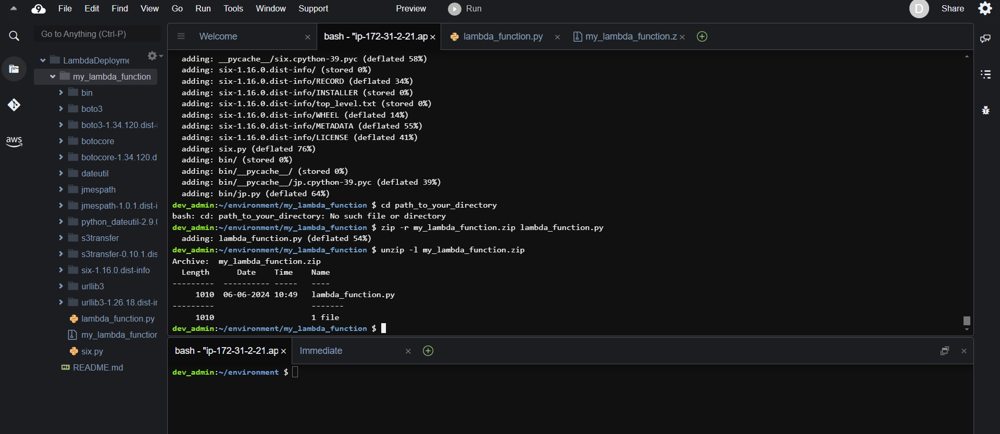 File Edit Find View Go Run Tools Window Support Preview Run D Share
Go to Anything (Ctrl-P)
aws
LambdaDeployme
my_lambda_function
bin
boto3
boto3-1.34.120.dist-i
botocore
botocore-1.34.120.d
dateutil
jmespath
jmespath-1.0.1.dist-i
python_dateutil-2.9.0
s3transfer
s3transfer-0.10.1.dis
six-1.16.0.dist-info
urllib3
urllib3-1.26.18.dist-ir
lambda_function.py
my_lambda_function
six.py
README.md
Welcome
bash - "ip-172-31-2-21.ap
lambda_function.py
my_lambda_function.z
adding: __pycache__/six.cpython-39.pyc (deflated 58%)
adding: six-1.16.0.dist-info/ (stored 0%)
adding: six-1.16.0.dist-info/RECORD (deflated 34%)
adding: six-1.16.0.dist-info/INSTALLER (stored 0%)
adding: six-1.16.0.dist-info/top_level.txt (stored 0%)
adding: six-1.16.0.dist-info/WHEEL (deflated 14%)
adding: six-1.16.0.dist-info/METADATA (deflated 55%)
adding: six-1.16.0.dist-info/LICENSE (deflated 41%)
adding: six.py (deflated 76%)
adding: bin/ (stored 0%)
adding: bin/__pycache__/ (stored 0%)
adding: bin/__pycache__/jp.cpython-39.pyc (deflated 39%)
adding: bin/jp.py (deflated 64%)
dev_admin:~/environment/my_lambda_function $ cd path_to_your_directory
bash: cd: path_to_your_directory: No such file or directory
dev_admin:~/environment/my_lambda_function $ zip -r my_lambda_function.zip lambda_function.py
adding: lambda_function.py (deflated 54%)
dev_admin:~/environment/my_lambda_function $ unzip -l my_lambda_function.zip
Archive:  my_lambda_function.zip
Length      Date    Time    Name
---------  ---------- -----   ----
1010  06-06-2024 10:49   lambda_function.py
---------                     -------
1010                     1 file
dev_admin:~/environment/my_lambda_function $
bash - "ip-172-31-2-21.ap
Immediate
dev_admin:~/environment $